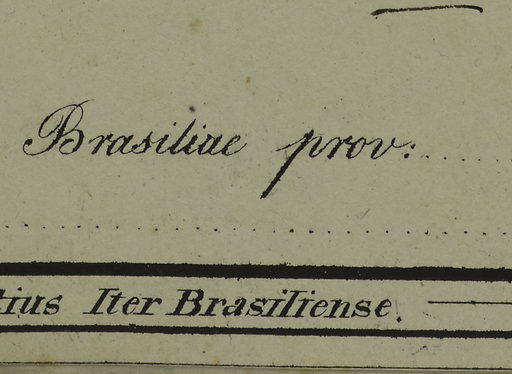 Brasiliae prov:
tius Iter Brasiliense.